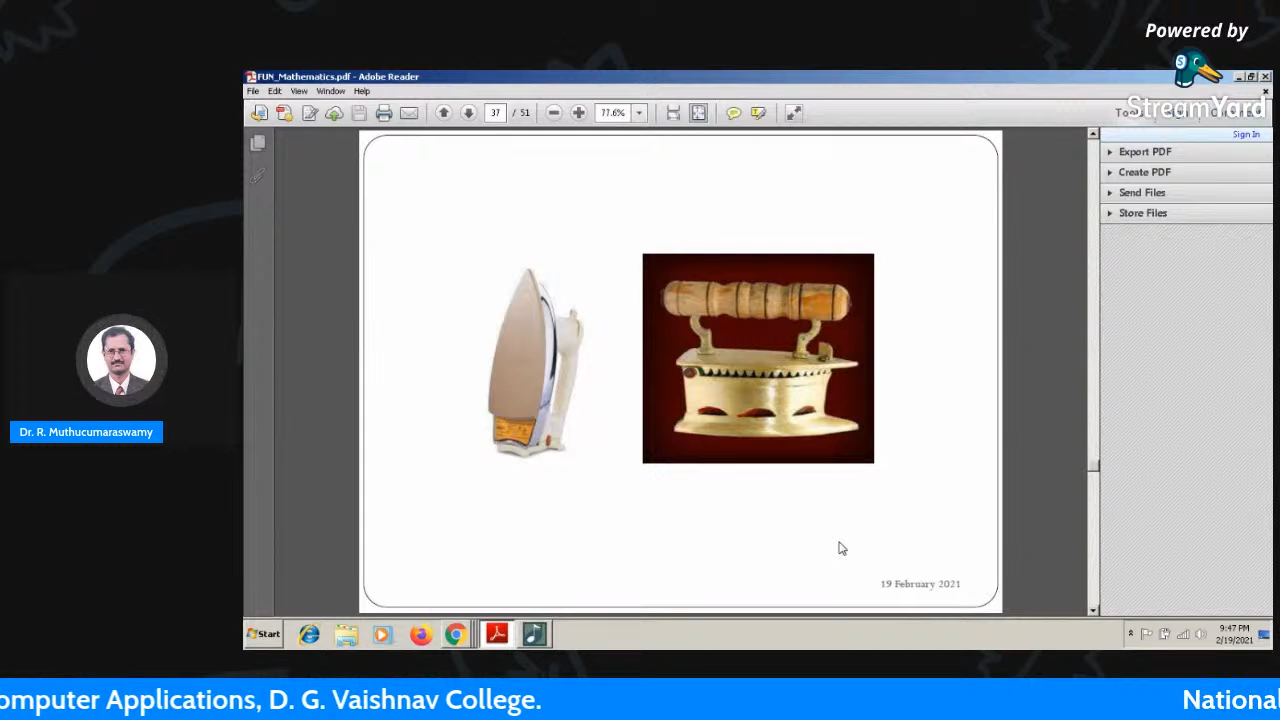 Powered by
StreamYard
FUN_Mathematics.pdf - Adobe Reader
File Edit View Window Help
37 / 51 77.6%
Sign In
Export PDF
Create PDF
Send Files
Store Files
Dr. R. Muthucumaraswamy
19 February 2021
Start
9:47 PM
2/19/2021
omputer Applications, D. G. Vaishnav College. National